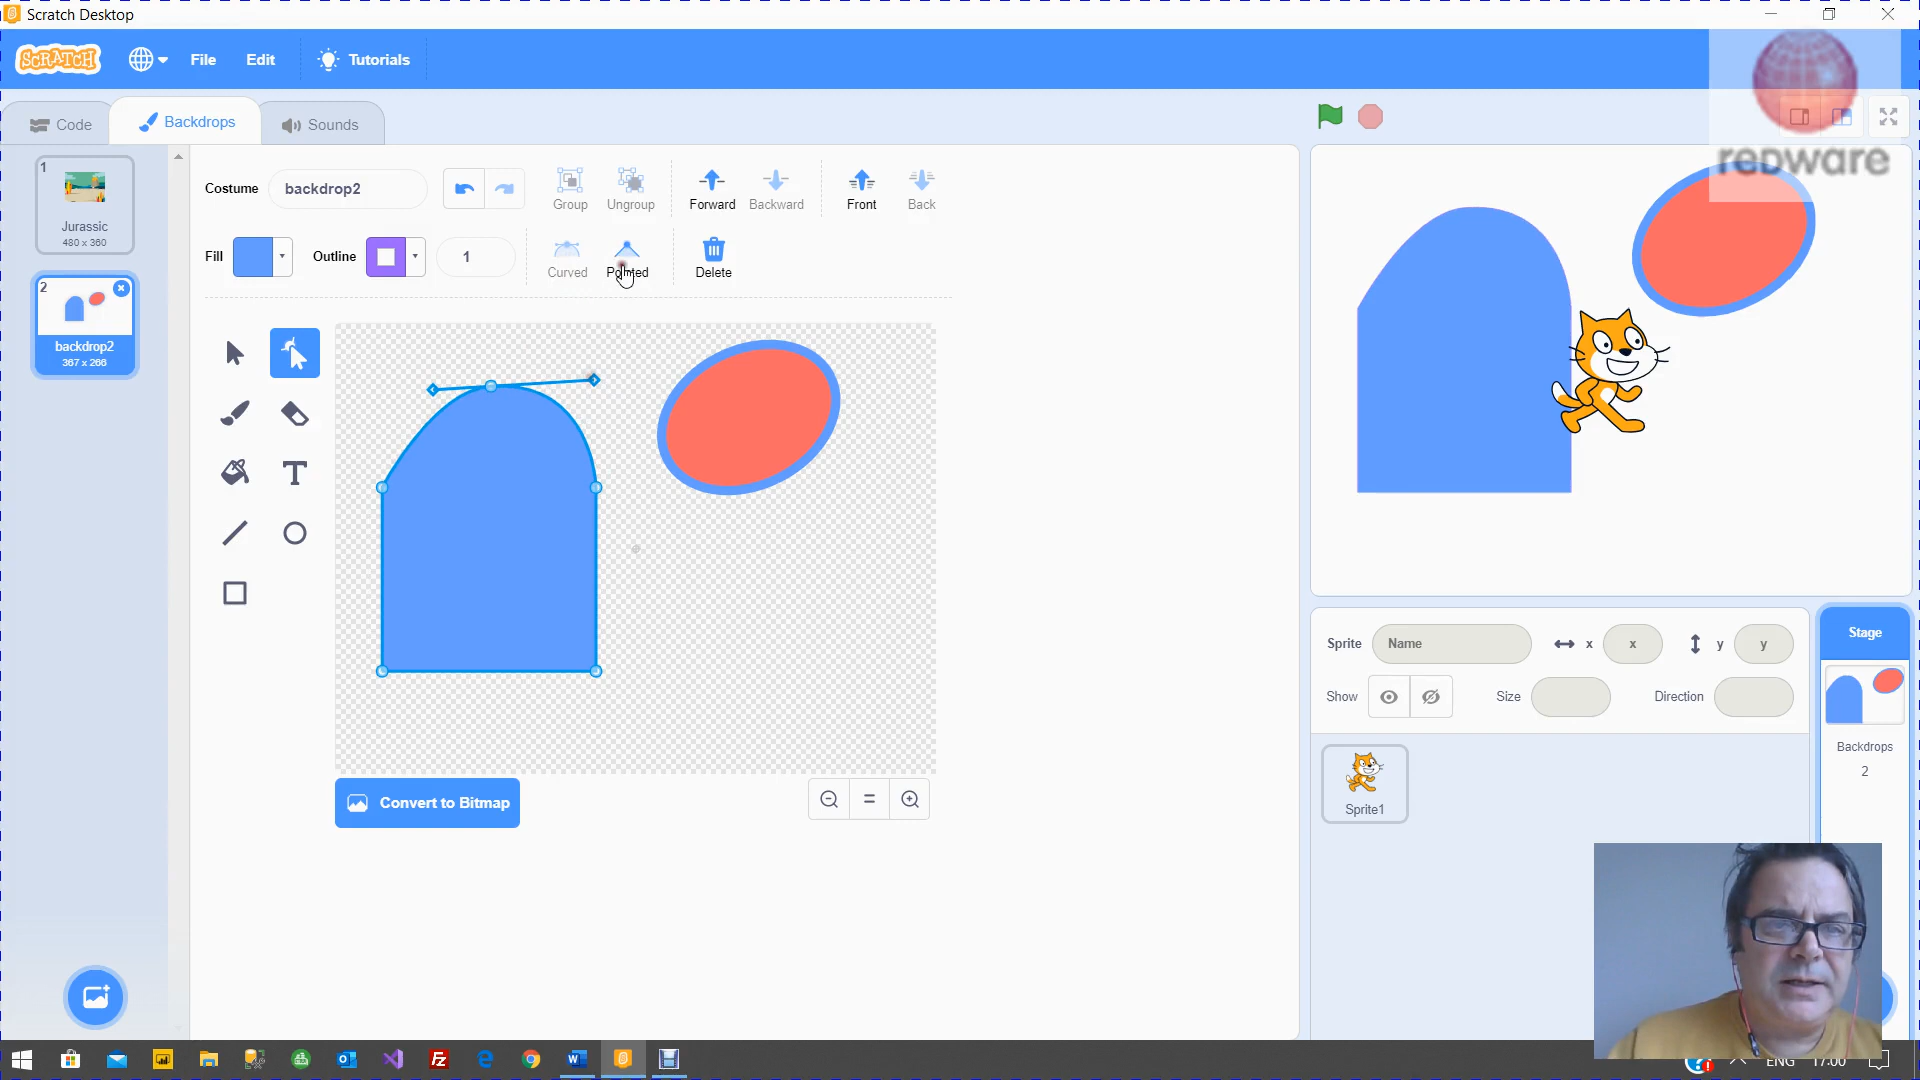 Scratch Desktop
SCRATCH
File
Edit
Tutorials
redware
Code
Backdrops
Sounds
1
Jurassic
480 x 360
2
backdrop2
367 x 266
Costume
backdrop2
Group
Ungroup
Forward
Backward
Front
Back
Fill
Outline
1
Curved
Pointed
Delete
T
Convert to Bitmap
Sprite
Name
x
x
y
y
Show
Size
Direction
Sprite1
Stage
Backdrops
2
ENG
17:00